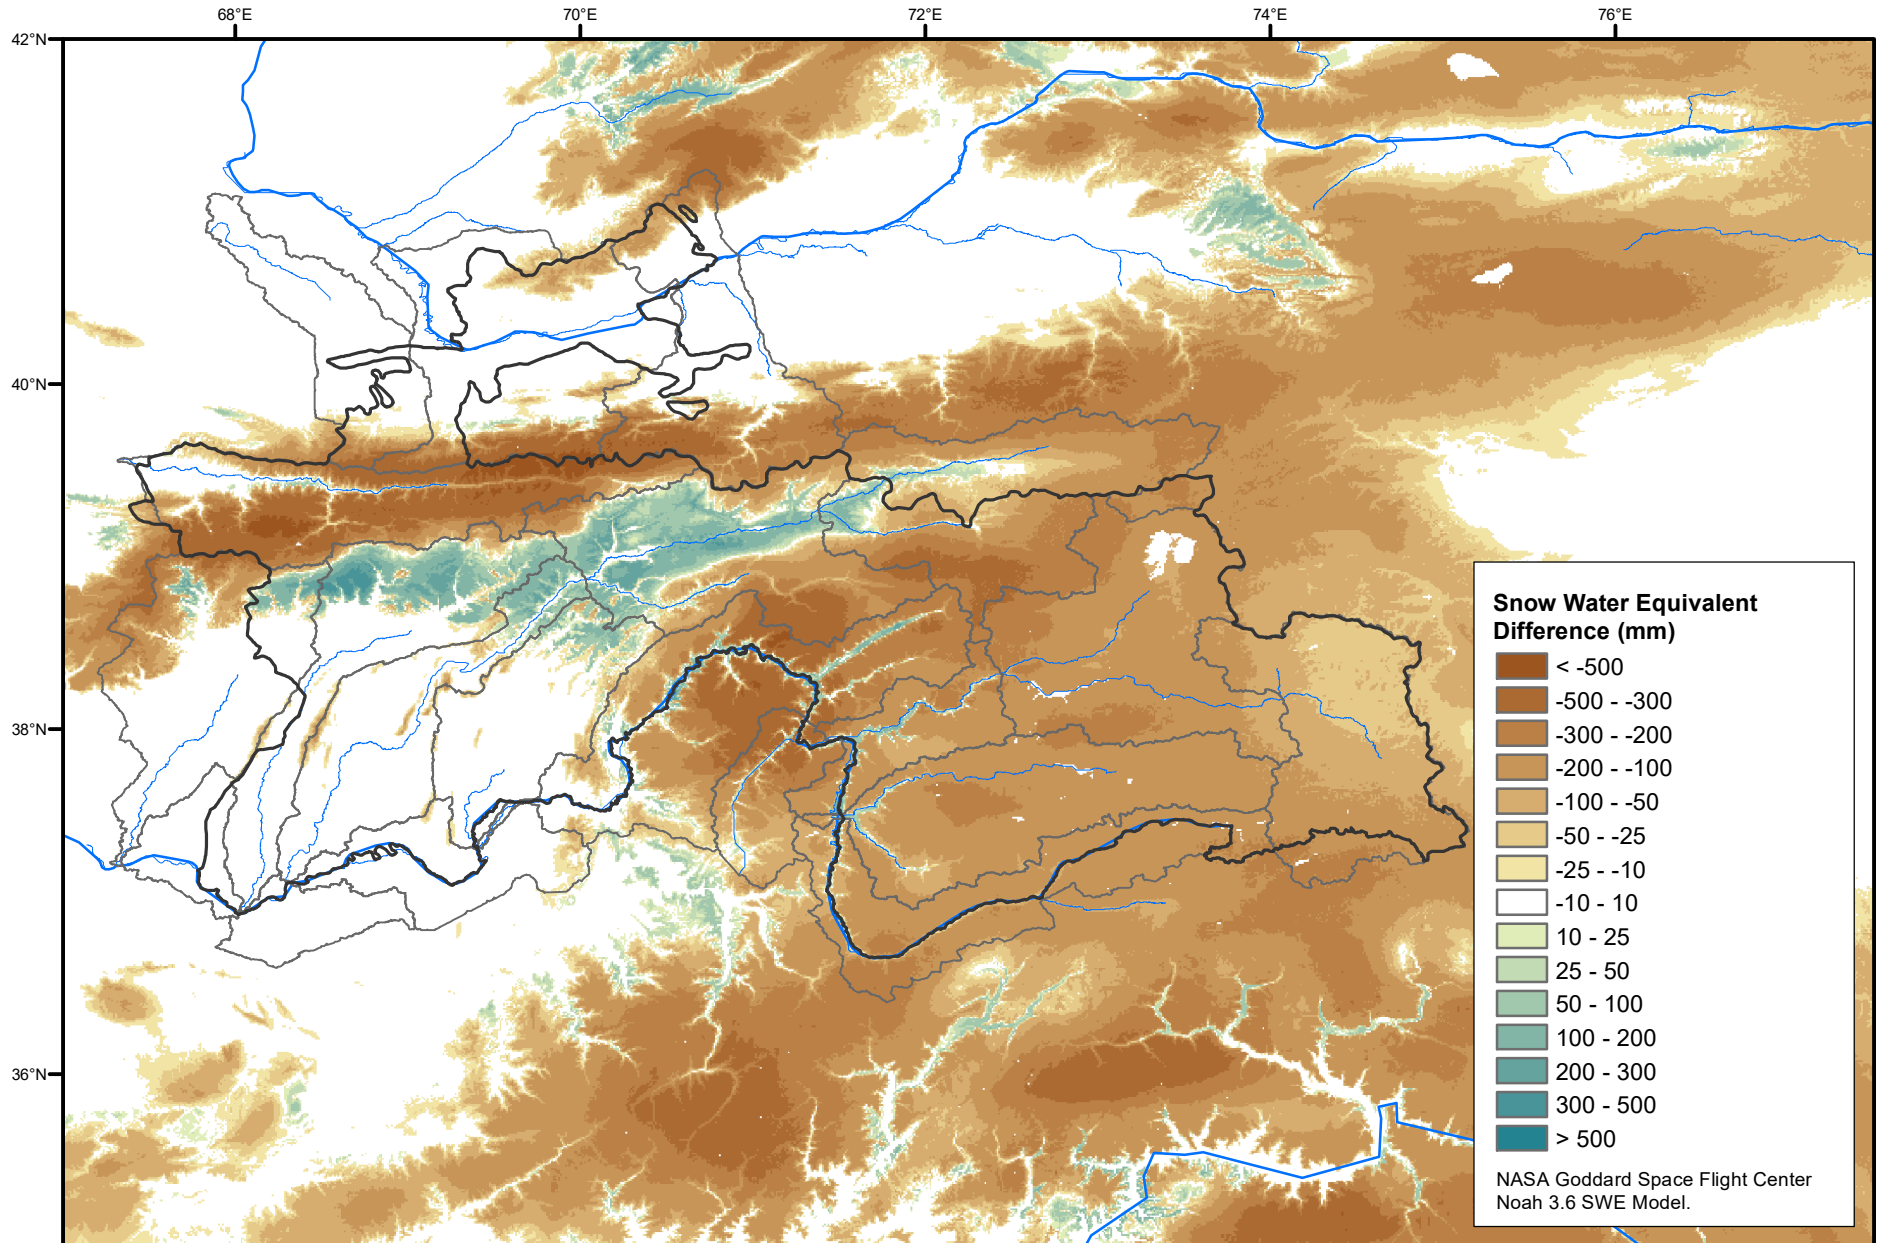 68°E 70°E 72°E 74°E 76°E
42°N
40°N
38°N
36°N
Snow Water Equivalent
Difference (mm)
< -500
-500 - -300
-300 - -200
-200 - -100
-100 - -50
-50 - -25
-25 - -10
-10 - 10
10 - 25
25 - 50
50 - 100
100 - 200
200 - 300
300 - 500
> 500
NASA Goddard Space Flight Center
Noah 3.6 SWE Model.